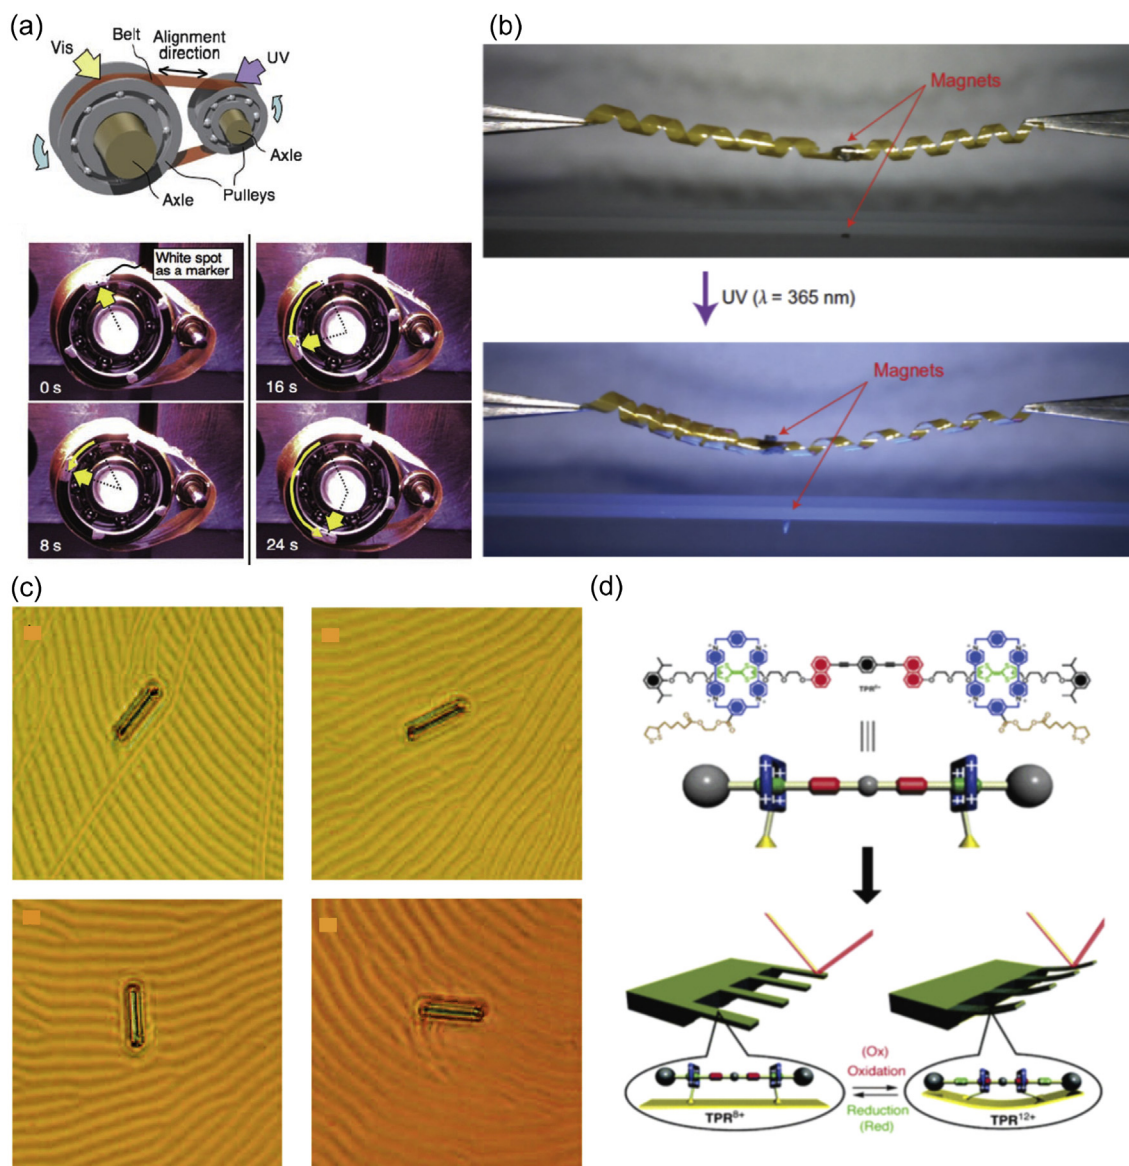 (a)
Vis
Belt
Alignment
direction
UV
Axle
Pulleys
Axle
White spot
as a marker
0 s
16 s
8 s
24 s
(b)
Magnets
UV (λ = 365 nm)
Magnets
(c)
(d)
TPR⁸⁺
(Ox)
Oxidation
Reduction
(Red)
TPR⁸⁺
TPR¹²⁺